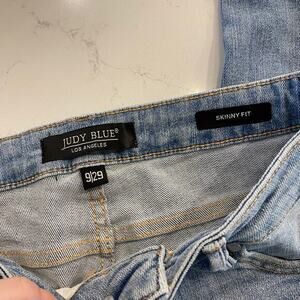 JUDY BLUE®
LOS ANGELES
SKINNY FIT
9|29